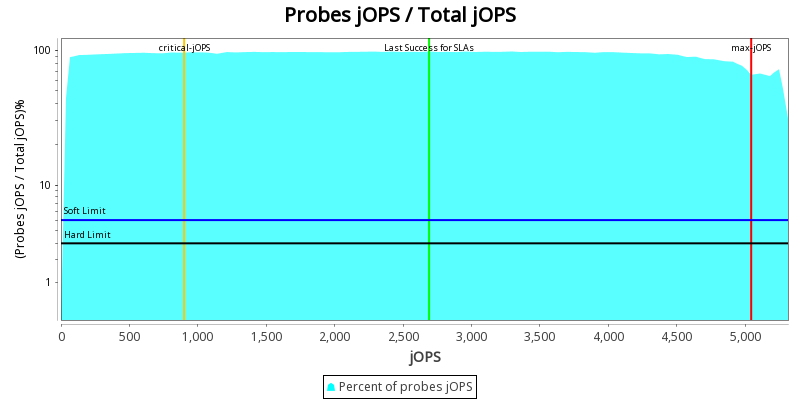 Probes jOPS / Total jOPS
(Probes jOPS / Total jOPS)%
100
10
1
critical-jOPS
Last Success for SLAs
max-jOPS
Soft Limit
Hard Limit
0
500
1,000
1,500
2,000
2,500
3,000
3,500
4,000
4,500
5,000
jOPS
Percent of probes jOPS